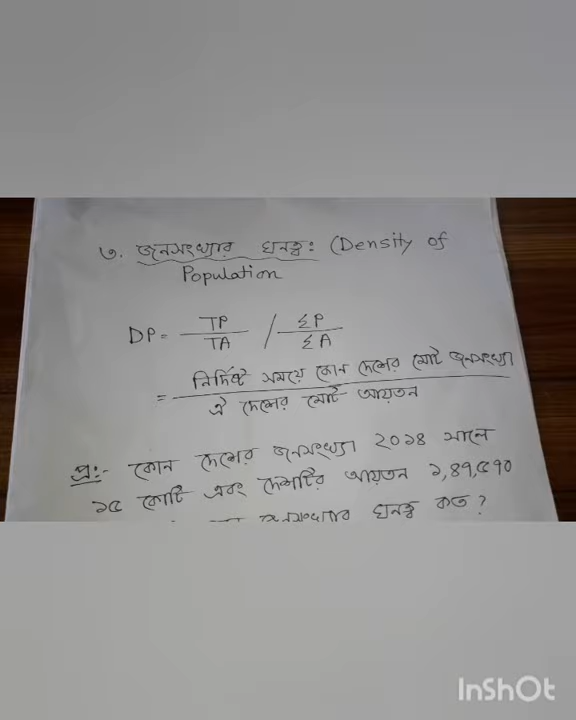 ৩. জনসংখ্যার ঘনত্ব: (Density of
Population
DP = TP/TA / ΣP/ΣA
= নির্দিষ্ট সময়ে কোন দেশের মোট জনসংখ্যা
ঐ দেশের মোট আয়তন
প্র:- কোন দেশের জনসংখ্যা ২০১৪ সালে
১৫ কোটি এবং দেশটির আয়তন ১,৪৭,৫৭০
জনসংখ্যার ঘনত্ব কত?
InShOt